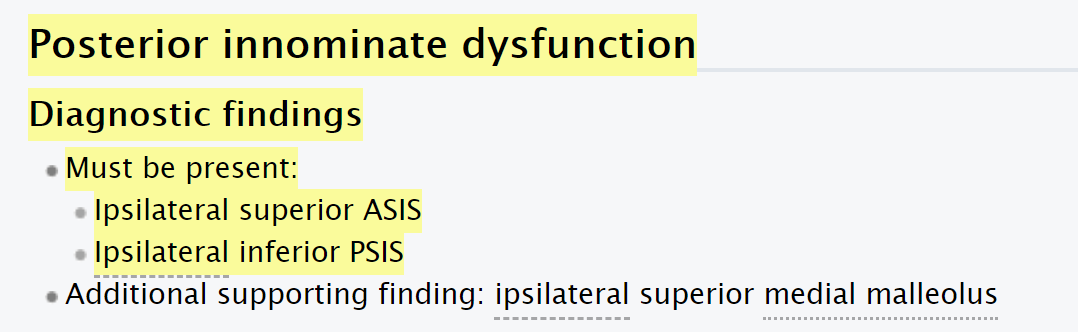 Posterior innominate dysfunction
Diagnostic findings
Must be present:
Ipsilateral superior ASIS
Ipsilateral inferior PSIS
Additional supporting finding: ipsilateral superior medial malleolus